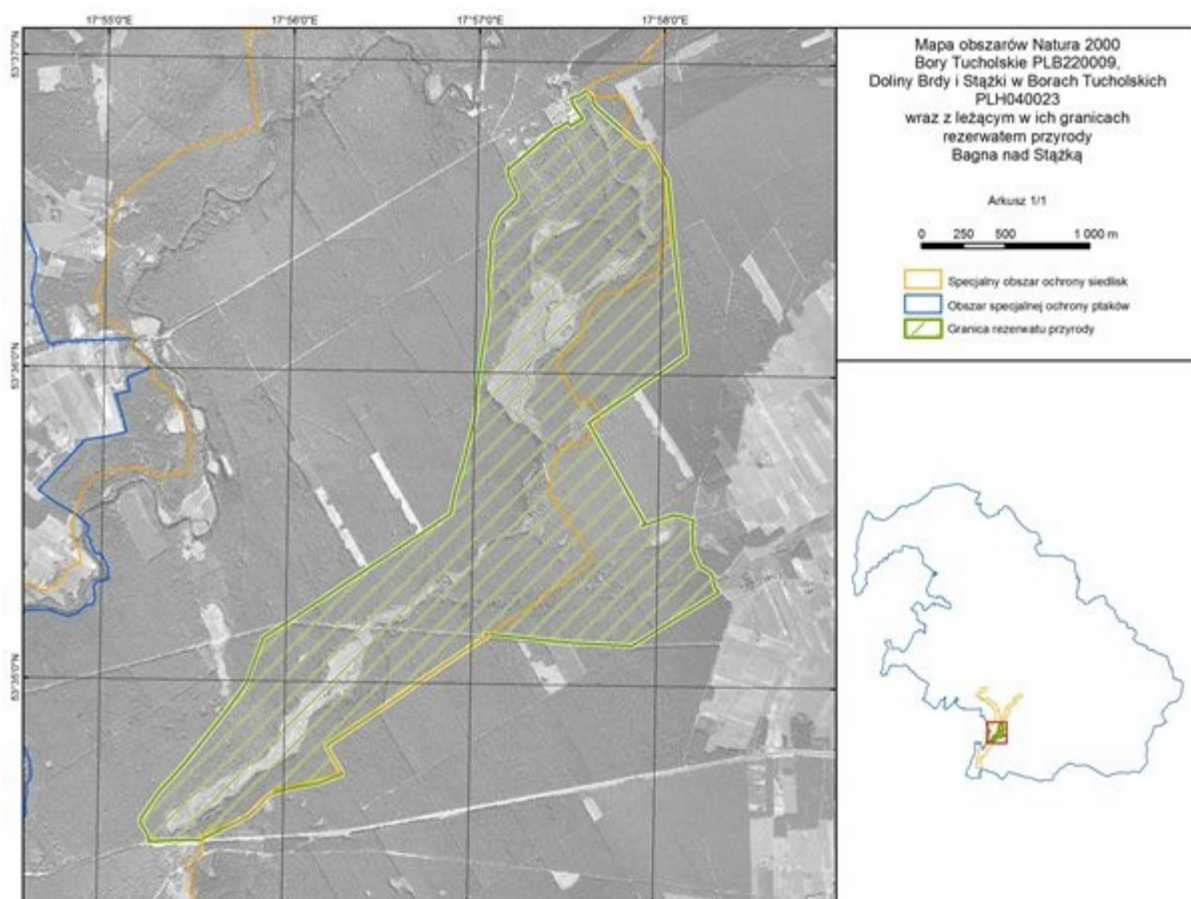 17°55'0"E
17°56'0"E
17°57'0"E
17°58'0"E
53°37'0"N
53°36'0"N
53°35'0"N
Mapa obszarów Natura 2000
Bory Tucholskie PLB220009,
Doliny Brdy i Stążki w Borach Tucholskich
PLH040023
wraz z leżącym w ich granicach
rezerwatem przyrody
Bagna nad Stążką
Arkusz 1/1
0 250 500 1 000 m
Specjalny obszar ochrony siedlisk
Obszar specjalnej ochrony ptaków
Granica rezerwatu przyrody